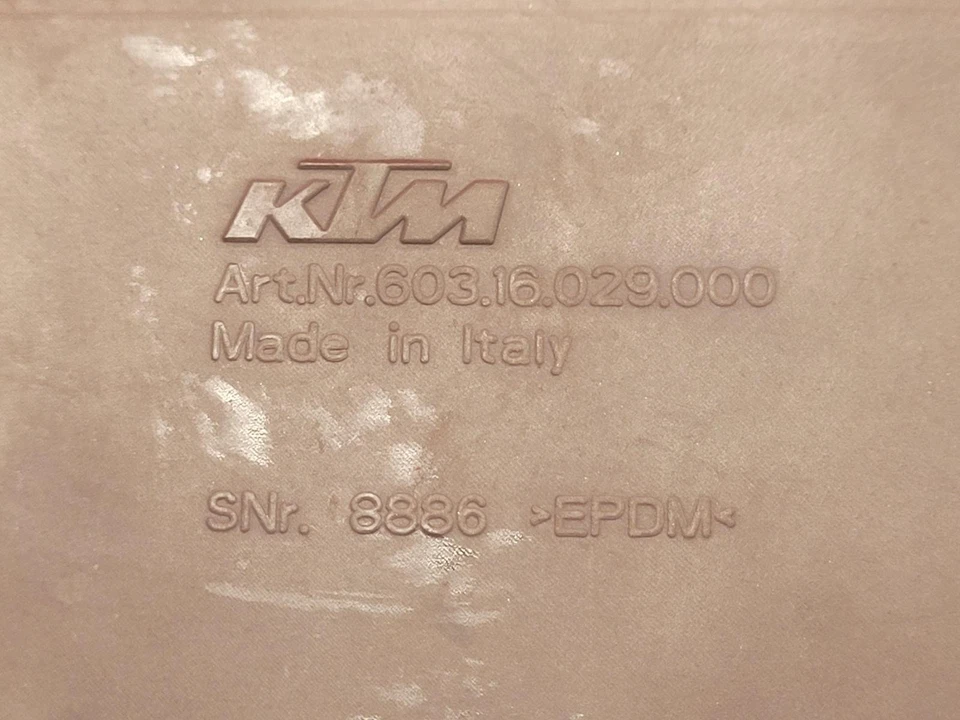 KTM
Art.Nr.603.16.029.000
Made in Italy
SNr. 8886 >EPDM<